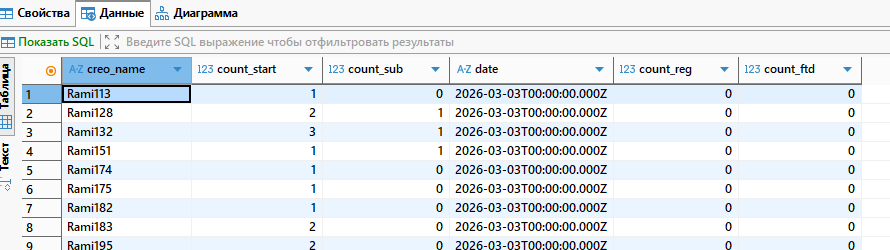 Свойства Данные Диаграмма
Показать SQL Введите SQL выражение чтобы отфильтровать результаты
Таблица
Текст
A-Z creo_name 123 count_start 123 count_sub A-Z date 123 count_reg 123 count_ftd
1 Rami113 1 0 2026-03-03T00:00:00.000Z 0 0
2 Rami128 2 1 2026-03-03T00:00:00.000Z 0 0
3 Rami132 3 1 2026-03-03T00:00:00.000Z 0 0
4 Rami151 1 1 2026-03-03T00:00:00.000Z 0 0
5 Rami174 1 0 2026-03-03T00:00:00.000Z 0 0
6 Rami175 1 0 2026-03-03T00:00:00.000Z 0 0
7 Rami182 1 0 2026-03-03T00:00:00.000Z 0 0
8 Rami183 2 0 2026-03-03T00:00:00.000Z 0 0
9 Rami195 2 0 2026-03-03T00:00:00.000Z 0 0